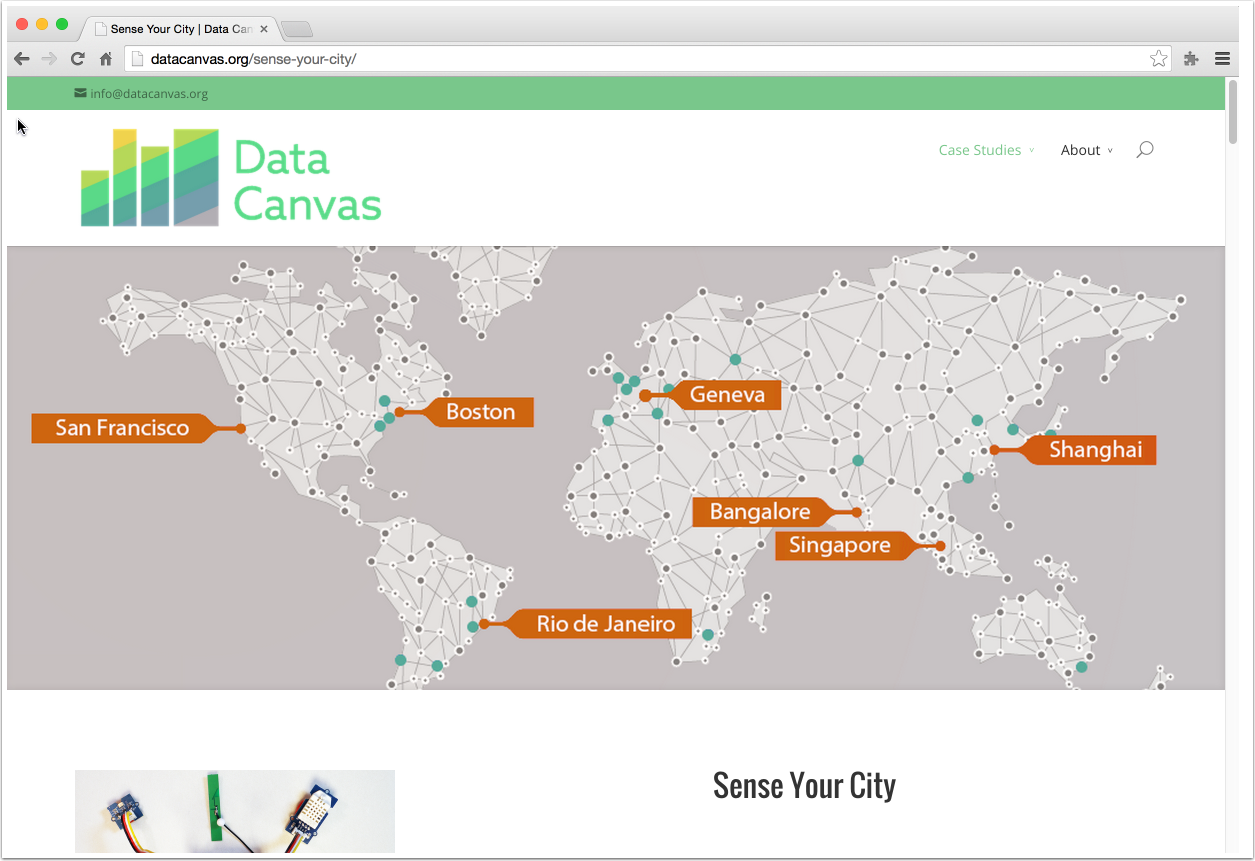 Sense Your City | Data Can
datacanvas.org/sense-your-city/
info@datacanvas.org
Data
Canvas
Case Studies
About
Geneva
Boston
San Francisco
Shanghai
Bangalore
Singapore
Rio de Janeiro
Sense Your City